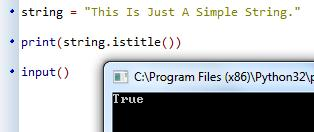 string = "This Is Just A Simple String."
print(string.istitle())
input()
C:\Program Files (x86)\Python32\
True